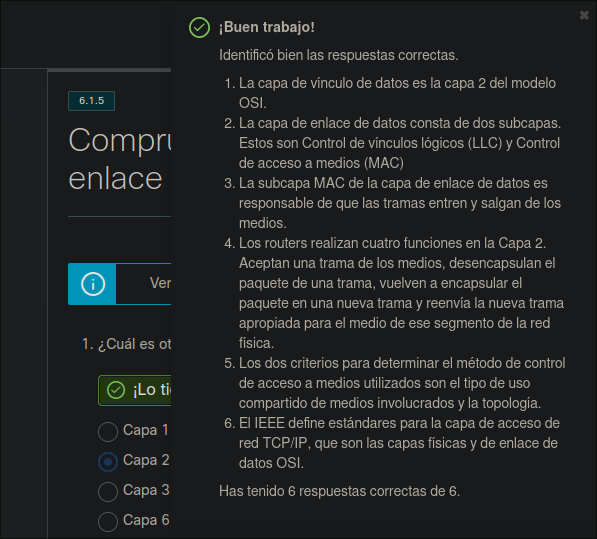 ¡Buen trabajo!
Identificó bien las respuestas correctas.
1. La capa de vínculo de datos es la capa 2 del modelo
OSI.
2. La capa de enlace de datos consta de dos subcapas.
Estos son Control de vínculos lógicos (LLC) y Control
de acceso a medios (MAC)
3. La subcapa MAC de la capa de enlace de datos es
responsable de que las tramas entren y salgan de los
medios.
4. Los routers realizan cuatro funciones en la Capa 2.
Aceptan una trama de los medios, desencapsulan el
paquete de una trama, vuelven a encapsular el
paquete en una nueva trama y reenvía la nueva trama
apropiada para el medio de ese segmento de la red
física.
5. Los dos criterios para determinar el método de control
de acceso a medios utilizados son el tipo de uso
compartido de medios involucrados y la topología.
6. El IEEE define estándares para la capa de acceso de
red TCP/IP, que son las capas físicas y de enlace de
datos OSI.
Has tenido 6 respuestas correctas de 6.
6.1.5
Compru
enlace
Ver
1. ¿Cuál es ot
¡Lo ti
Capa 1
Capa 2
Capa 3
Capa 6